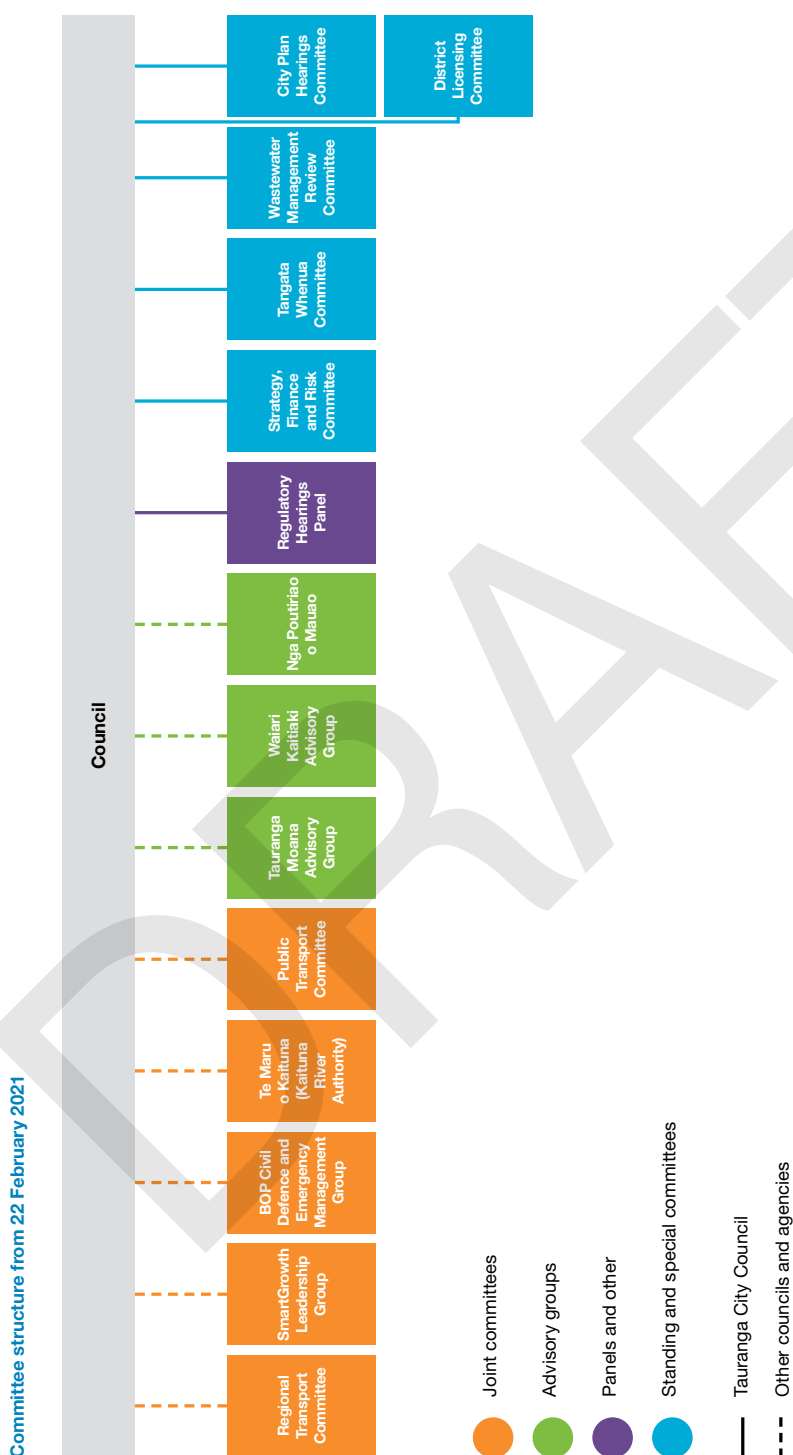 Committee structure from 22 February 2021
Council
Regional
Transport
Committee
SmartGrowth
Leadership
Group
BOP Civil
Defence and
Emergency
Management
Group
Te Maru
o Kaituna
(Kaituna
River
Authority)
Public
Transport
Committee
Tauranga
Moana
Advisory
Group
Waiari
Kaitiaki
Advisory
Group
Nga Poutiriao
o Mauao
Regulatory
Hearings
Panel
Strategy,
Finance
and Risk
Committee
Tangata
Whenua
Committee
Wastewater
Management
Review
Committee
City Plan
Hearings
Committee
District
Licensing
Committee
Joint committees
Advisory groups
Panels and other
Standing and special committees
Tauranga City Council
Other councils and agencies
DRAFT